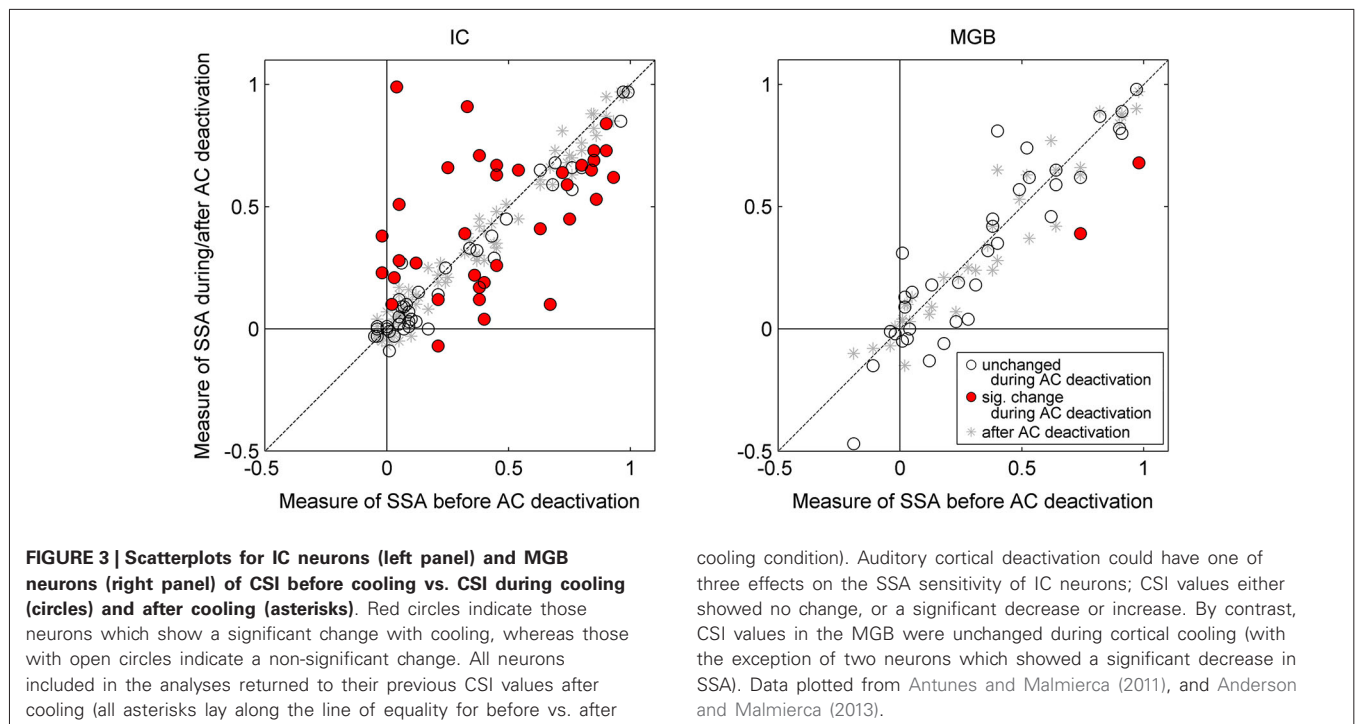 IC
MGB
Measure of SSA during/after AC deactivation
1
0.5
0
-0.5
-0.5
0
0.5
1
Measure of SSA before AC deactivation
1
0.5
0
-0.5
-0.5
0
0.5
1
Measure of SSA before AC deactivation
unchanged
during AC deactivation
sig. change
during AC deactivation
after AC deactivation
FIGURE 3 | Scatterplots for IC neurons (left panel) and MGB
neurons (right panel) of CSI before cooling vs. CSI during cooling
(circles) and after cooling (asterisks). Red circles indicate those
neurons which show a significant change with cooling, whereas those
with open circles indicate a non-significant change. All neurons
included in the analyses returned to their previous CSI values after
cooling (all asterisks lay along the line of equality for before vs. after
cooling condition). Auditory cortical deactivation could have one of
three effects on the SSA sensitivity of IC neurons; CSI values either
showed no change, or a significant decrease or increase. By contrast,
CSI values in the MGB were unchanged during cortical cooling (with
the exception of two neurons which showed a significant decrease in
SSA). Data plotted from Antunes and Malmierca (2011), and Anderson
and Malmierca (2013).